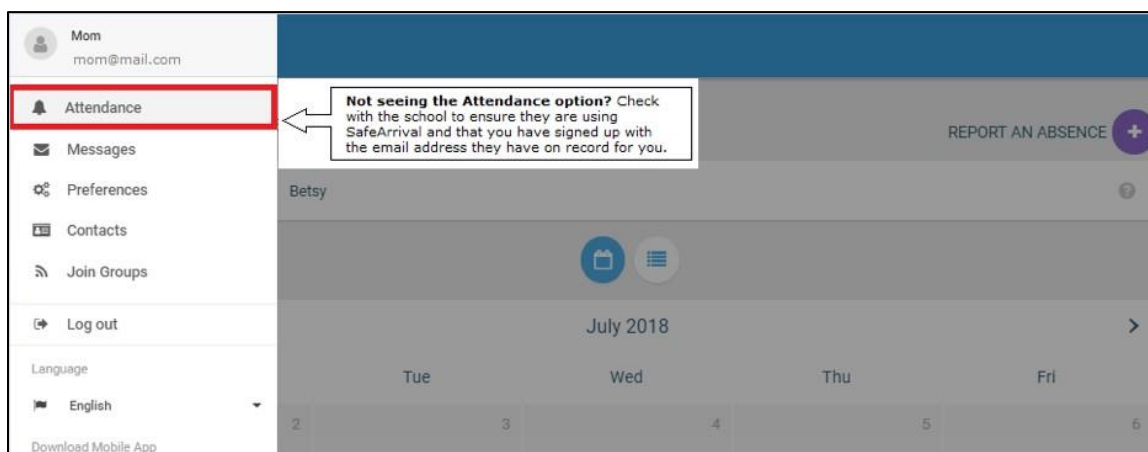 Mom
mom@mail.com
Attendance
Messages
Preferences
Contacts
Join Groups
Log out
Language
English
Download Mobile App
Not seeing the Attendance option? Check
with the school to ensure they are using
SafeArrival and that you have signed up with
the email address they have on record for you.
REPORT AN ABSENCE
Betsy
July 2018
Tue Wed Thu Fri
2 3 4 5 6